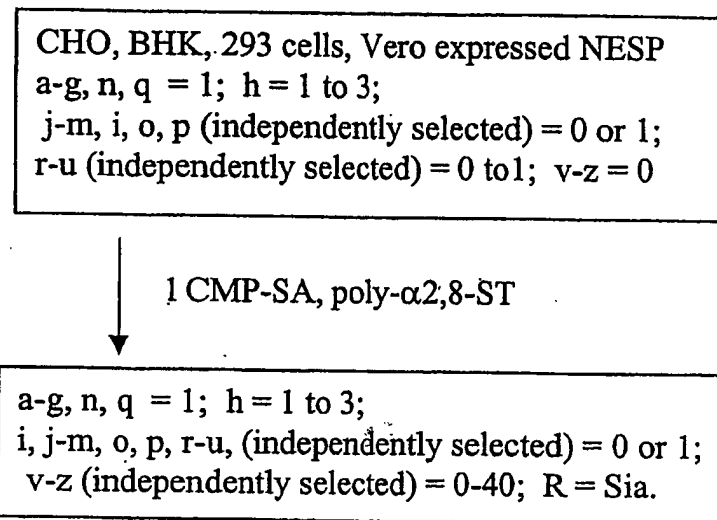 CHO, BHK, 293 cells, Vero expressed NESP
a-g, n, q = 1; h = 1 to 3;
j-m, i, o, p (independently selected) = 0 or 1;
r-u (independently selected) = 0 to1; v-z = 0
1 CMP-SA, poly-α2,8-ST
a-g, n, q = 1; h = 1 to 3;
i, j-m, o, p, r-u, (independently selected) = 0 or 1;
v-z (independently selected) = 0-40; R = Sia.